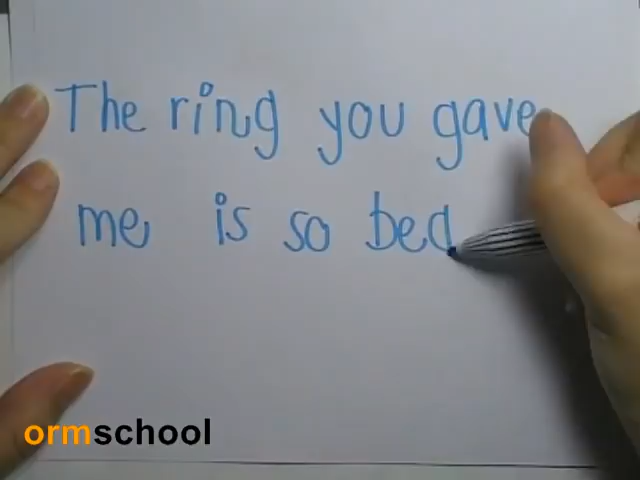 The ring you gave
me is so bed
ormschool